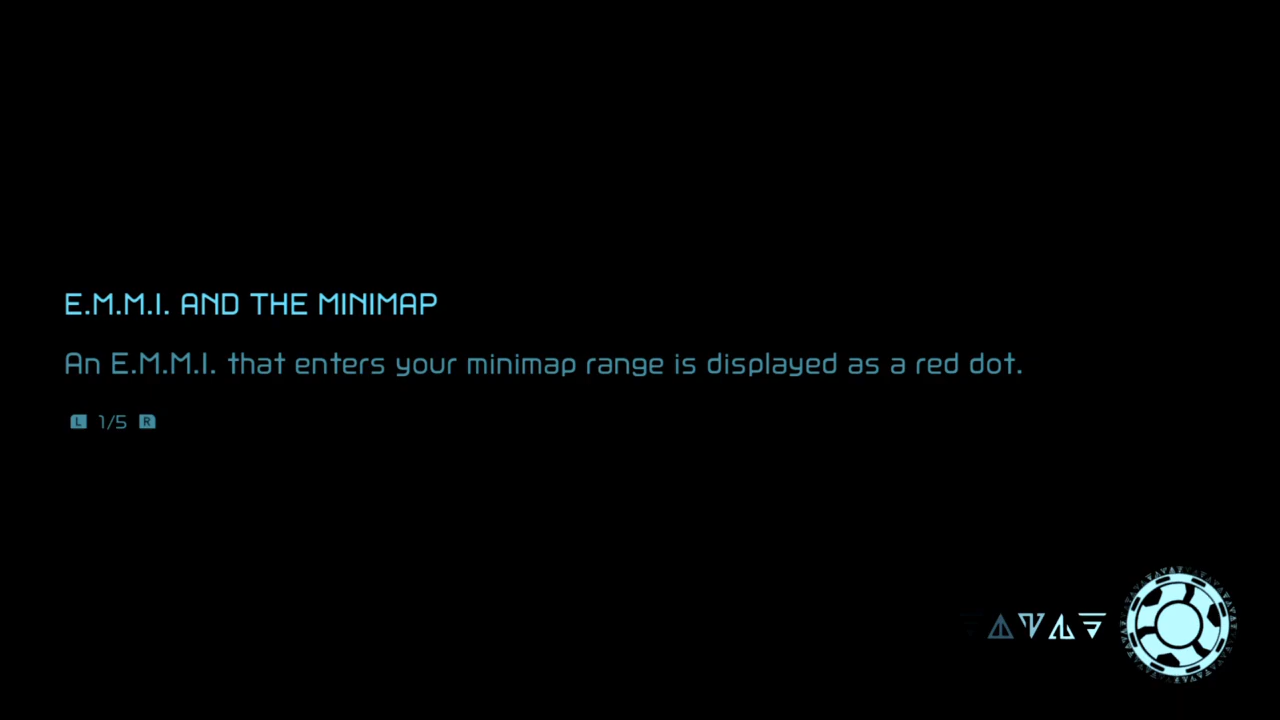 E.M.M.I. AND THE MINIMAP
An E.M.M.I. that enters your minimap range is displayed as a red dot.
L 1/5 R